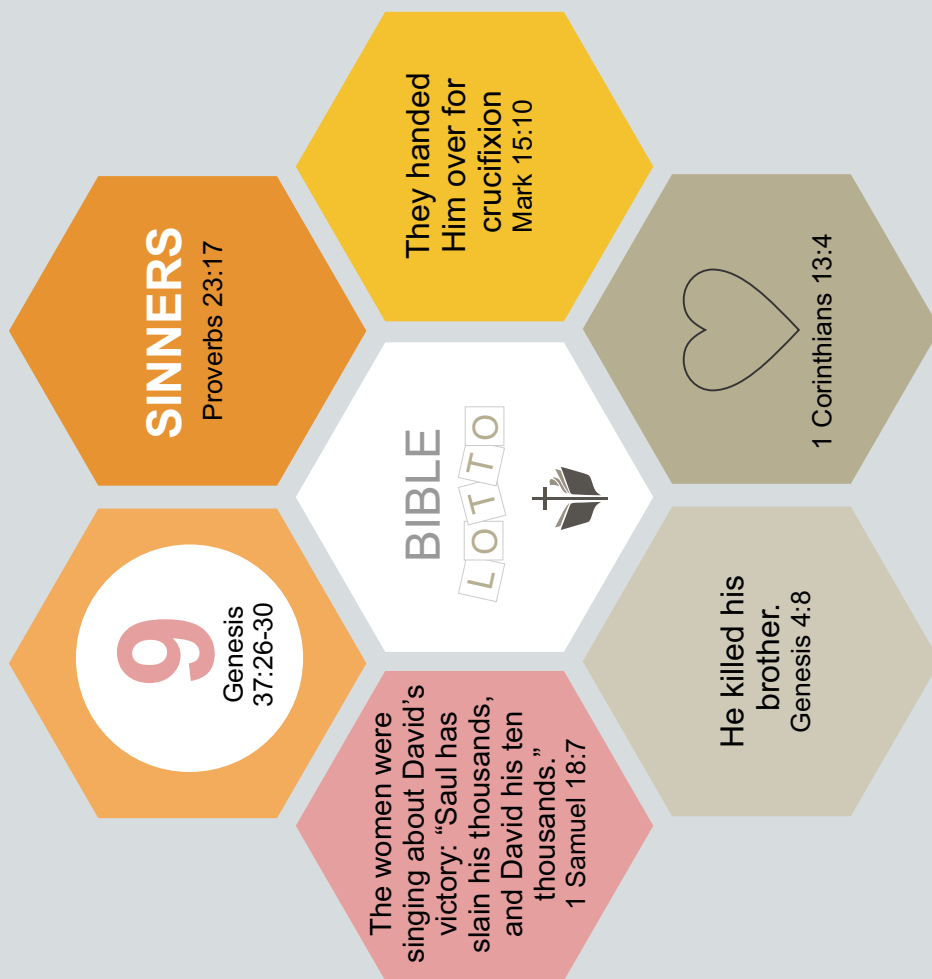 9
Genesis
37:26-30
SINNERS
Proverbs 23:17
The women were
singing about David’s
victory: “Saul has
slain his thousands,
and David his ten
thousands.”
1 Samuel 18:7
BIBLE
LOTTO
They handed
Him over for
crucifixion
Mark 15:10
He killed his
brother.
Genesis 4:8
1 Corinthians 13:4